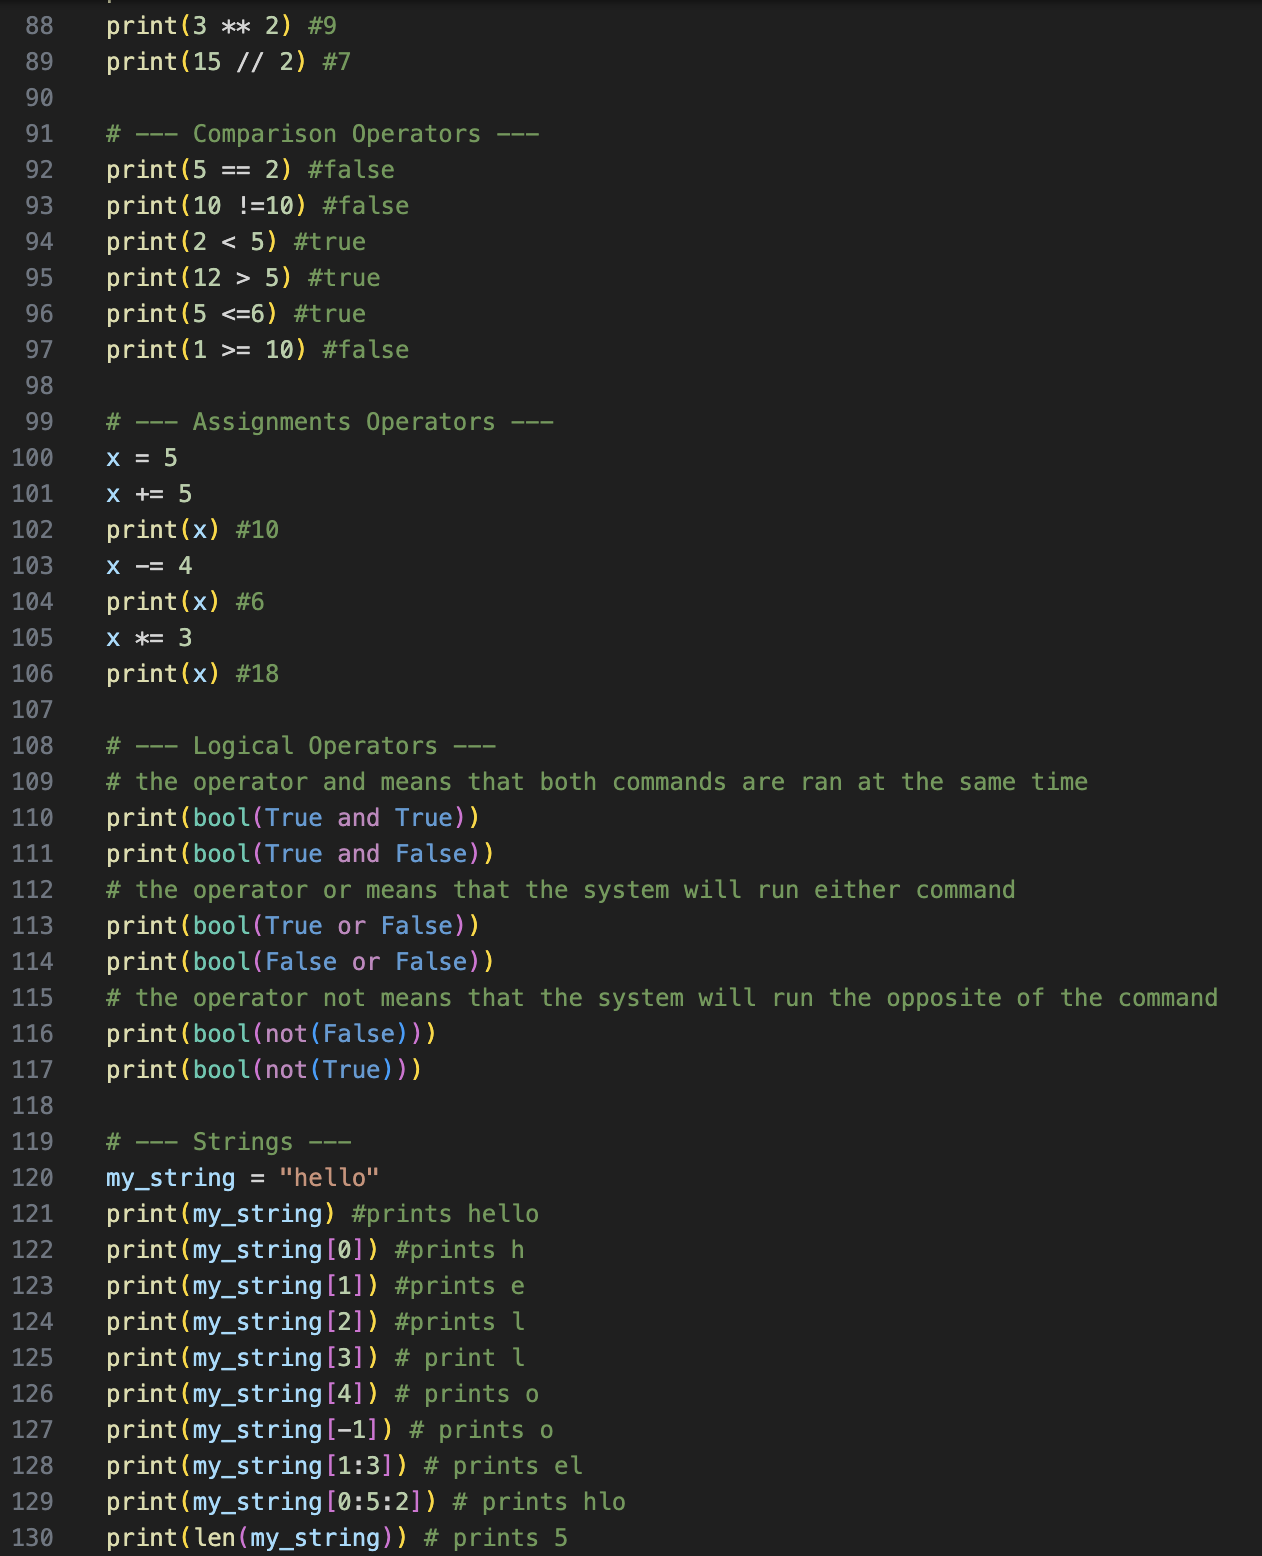 88 print(3 ** 2) #9
89 print(15 // 2) #7
90
91 # --- Comparison Operators ---
92 print(5 == 2) #false
93 print(10 !=10) #false
94 print(2 < 5) #true
95 print(12 > 5) #true
96 print(5 <=6) #true
97 print(1 >= 10) #false
98
99 # --- Assignments Operators ---
100 x = 5
101 x += 5
102 print(x) #10
103 x -= 4
104 print(x) #6
105 x *= 3
106 print(x) #18
107
108 # --- Logical Operators ---
109 # the operator and means that both commands are ran at the same time
110 print(bool(True and True))
111 print(bool(True and False))
112 # the operator or means that the system will run either command
113 print(bool(True or False))
114 print(bool(False or False))
115 # the operator not means that the system will run the opposite of the command
116 print(bool(not(False)))
117 print(bool(not(True)))
118
119 # --- Strings ---
120 my_string = "hello"
121 print(my_string) #prints hello
122 print(my_string[0]) #prints h
123 print(my_string[1]) #prints e
124 print(my_string[2]) #prints l
125 print(my_string[3]) # print l
126 print(my_string[4]) # prints o
127 print(my_string[-1]) # prints o
128 print(my_string[1:3]) # prints el
129 print(my_string[0:5:2]) # prints hlo
130 print(len(my_string)) # prints 5